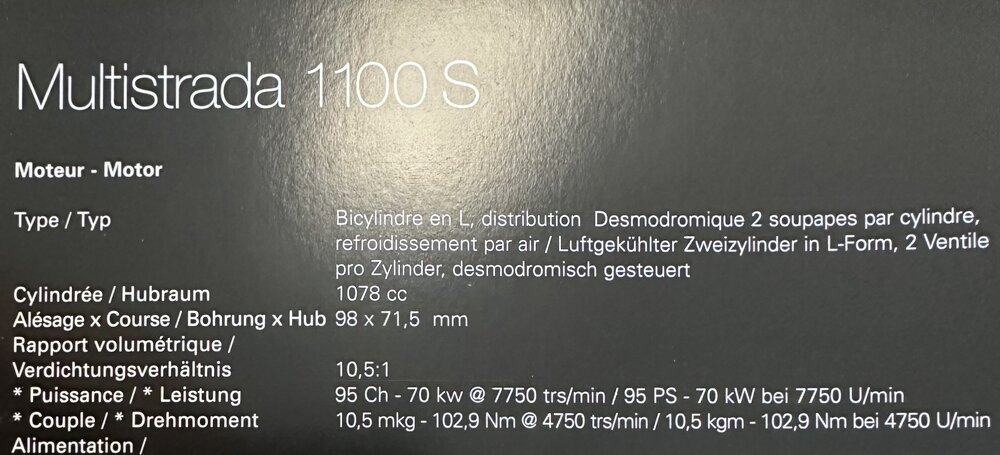 Multistrada 1100 S
Moteur - Motor
Type / Typ Bicylindre en L, distribution Desmodromique 2 soupapes par cylindre,
refroidissement par air / Luftgekühlter Zweizylinder in L-Form, 2 Ventile
pro Zylinder, desmodromisch gesteuert
Cylindrée / Hubraum 1078 cc
Alésage x Course / Bohrung x Hub 98 x 71,5 mm
Rapport volumétrique /
Verdichtungsverhältnis 10,5:1
* Puissance / * Leistung 95 Ch - 70 kw @ 7750 trs/min / 95 PS - 70 kW bei 7750 U/min
* Couple / * Drehmoment 10,5 mkg - 102,9 Nm @ 4750 trs/min / 10,5 kgm - 102,9 Nm bei 4750 U/min
Alimentation /